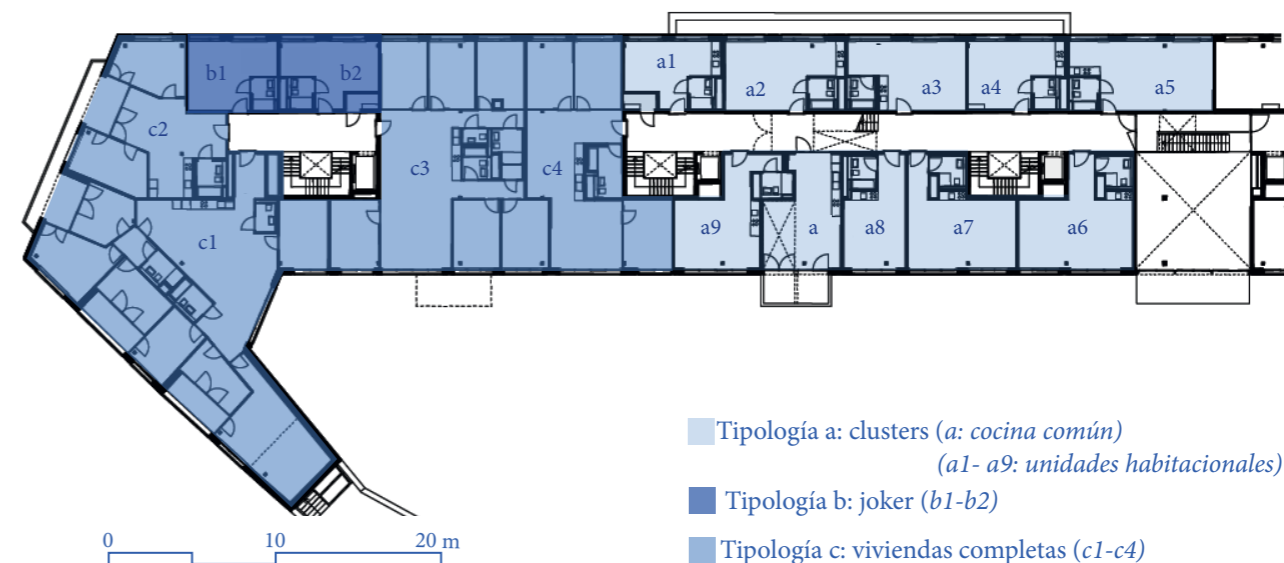 b1 b2 a1 a2 a3 a4 a5
c2 c3 c4
c1 a9 a a8 a7 a6
Tipología a: clusters (a: cocina común)
(a1- a9: unidades habitacionales)
Tipología b: joker (b1-b2)
Tipología c: viviendas completas (c1-c4)
0 10 20 m